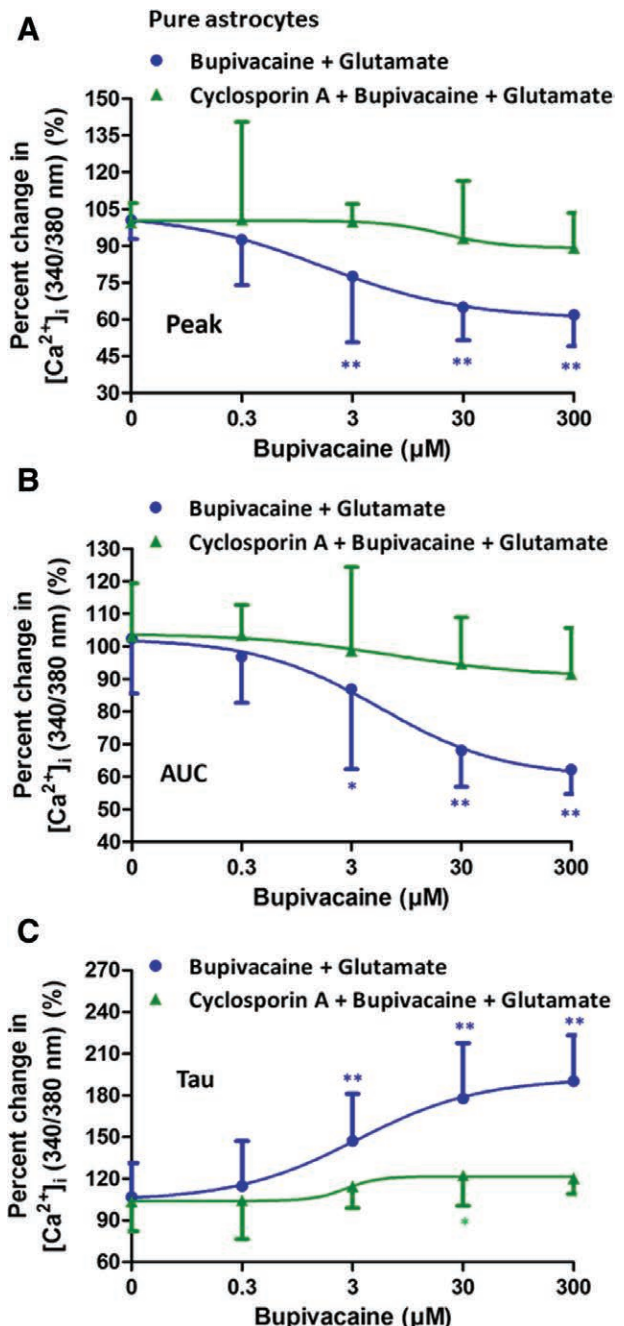 A
Pure astrocytes
Bupivacaine + Glutamate
Cyclosporin A + Bupivacaine + Glutamate
Percent change in
[Ca²⁺]i (340/380 nm) (%)
150
135
120
105
90
75
60
45
30
Peak
** ** **
0 0.3 3 30 300
Bupivacaine (µM)
B
Bupivacaine + Glutamate
Cyclosporin A + Bupivacaine + Glutamate
Percent change in
[Ca²⁺]i (340/380 nm) (%)
130
120
110
100
90
80
70
60
50
40
AUC
* ** **
0 0.3 3 30 300
Bupivacaine (µM)
C
Bupivacaine + Glutamate
Cyclosporin A + Bupivacaine + Glutamate
Percent change in
[Ca²⁺]i (340/380 nm) (%)
270
240
210
180
150
120
90
60
Tau
** ** **
*
0 0.3 3 30 300
Bupivacaine (µM)